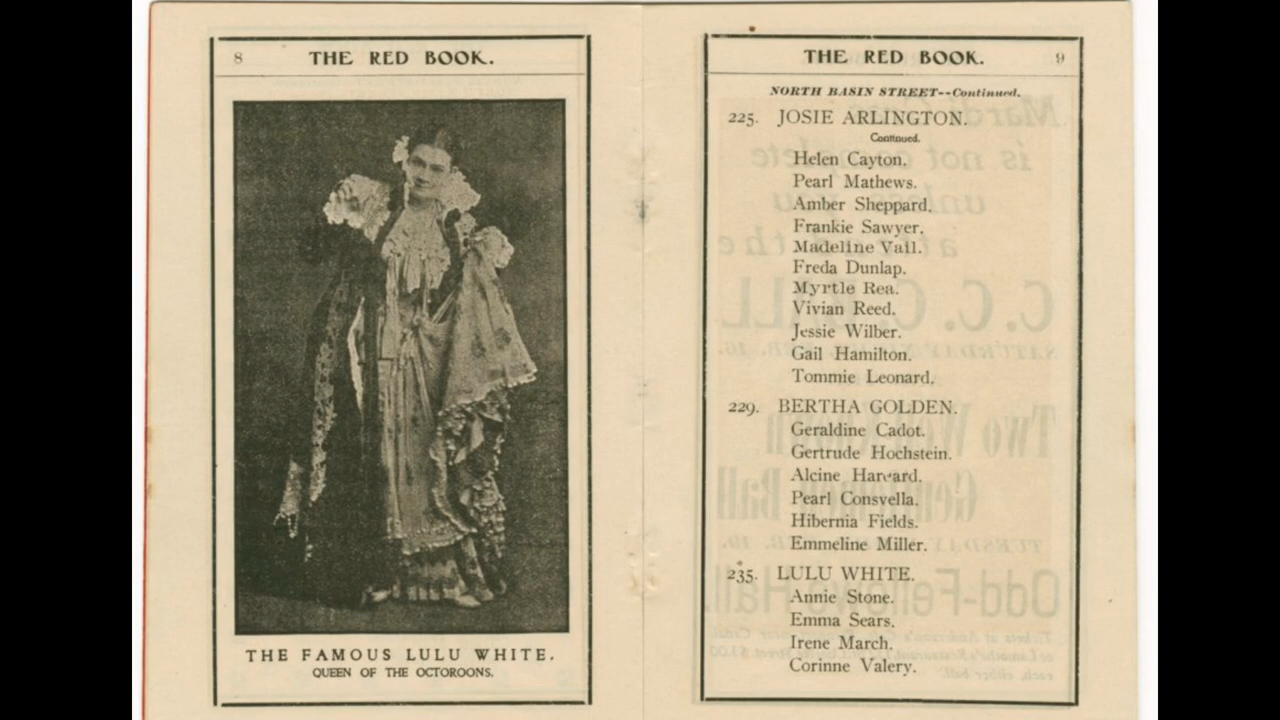 8 THE RED BOOK.
THE FAMOUS LULU WHITE.
QUEEN OF THE OCTOROONS.
THE RED BOOK. 9
NORTH BASIN STREET--Continued.
225. JOSIE ARLINGTON.
Continued.
Helen Cayton.
Pearl Mathews.
Amber Sheppard.
Frankie Sawyer.
Madeline Vail.
Freda Dunlap.
Myrtle Rea.
Vivian Reed.
Jessie Wilber.
Gail Hamilton.
Tommie Leonard.
229. BERTHA GOLDEN.
Geraldine Cadot.
Gertrude Hochstein.
Alcine
Pearl Consvella.
Hibernia Fields.
Emmeline Miller.
235. LULU WHITE.
Annie Stone.
Emma Sears.
Irene March.
Corinne Valery.